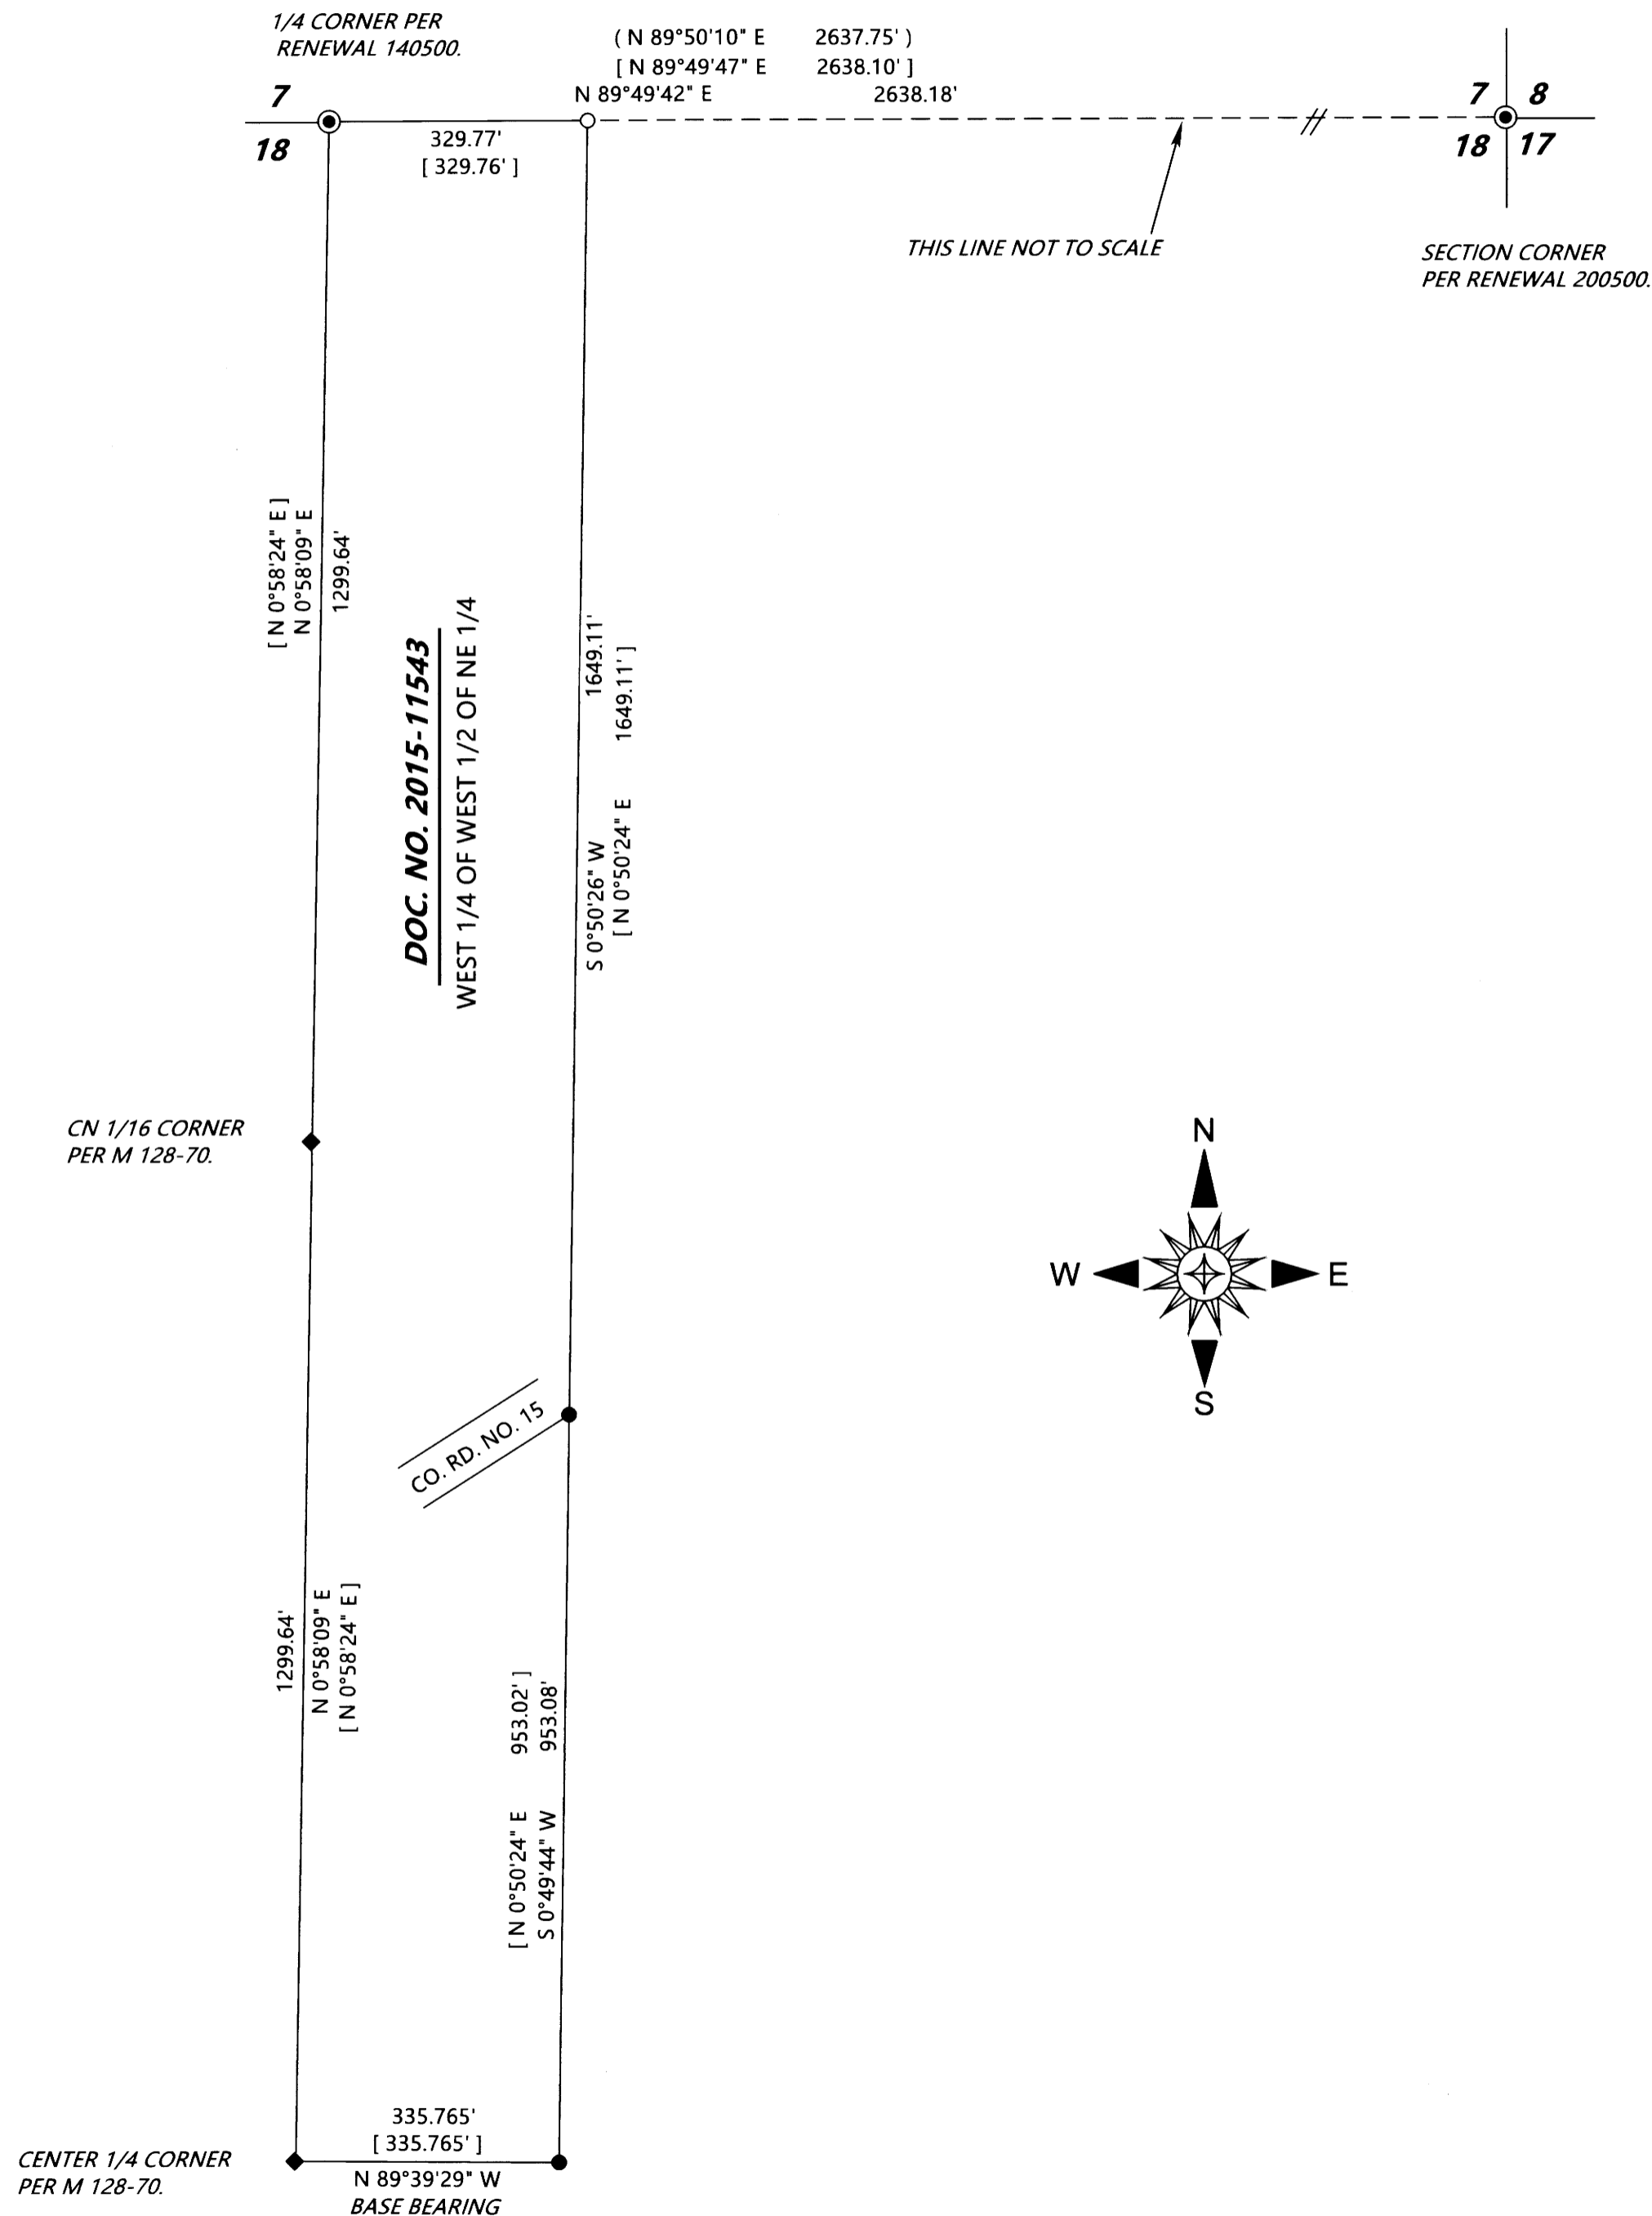 1/4 CORNER PER
RENEWAL 140500.
( N 89°50'10" E 2637.75' )
[ N 89°49'47" E 2638.10' ]
N 89°49'42" E 2638.18'
7
18
7 8
18 17
329.77'
[ 329.76' ]
THIS LINE NOT TO SCALE
SECTION CORNER
PER RENEWAL 200500.
[ N 0°58'24" E ]
N 0°58'09" E
1299.64'
DOC. NO. 2015-11543
WEST 1/4 OF WEST 1/2 OF NE 1/4
S 0°50'26" W 1649.11'
[ N 0°50'24" E 1649.11' ]
CN 1/16 CORNER
PER M 128-70.
N
W E
S
CO. RD. NO. 15
1299.64'
N 0°58'09" E
[ N 0°58'24" E ]
[ N 0°50'24" E 953.02' ]
S 0°49'44" W 953.08'
335.765'
[ 335.765' ]
N 89°39'29" W
BASE BEARING
CENTER 1/4 CORNER
PER M 128-70.